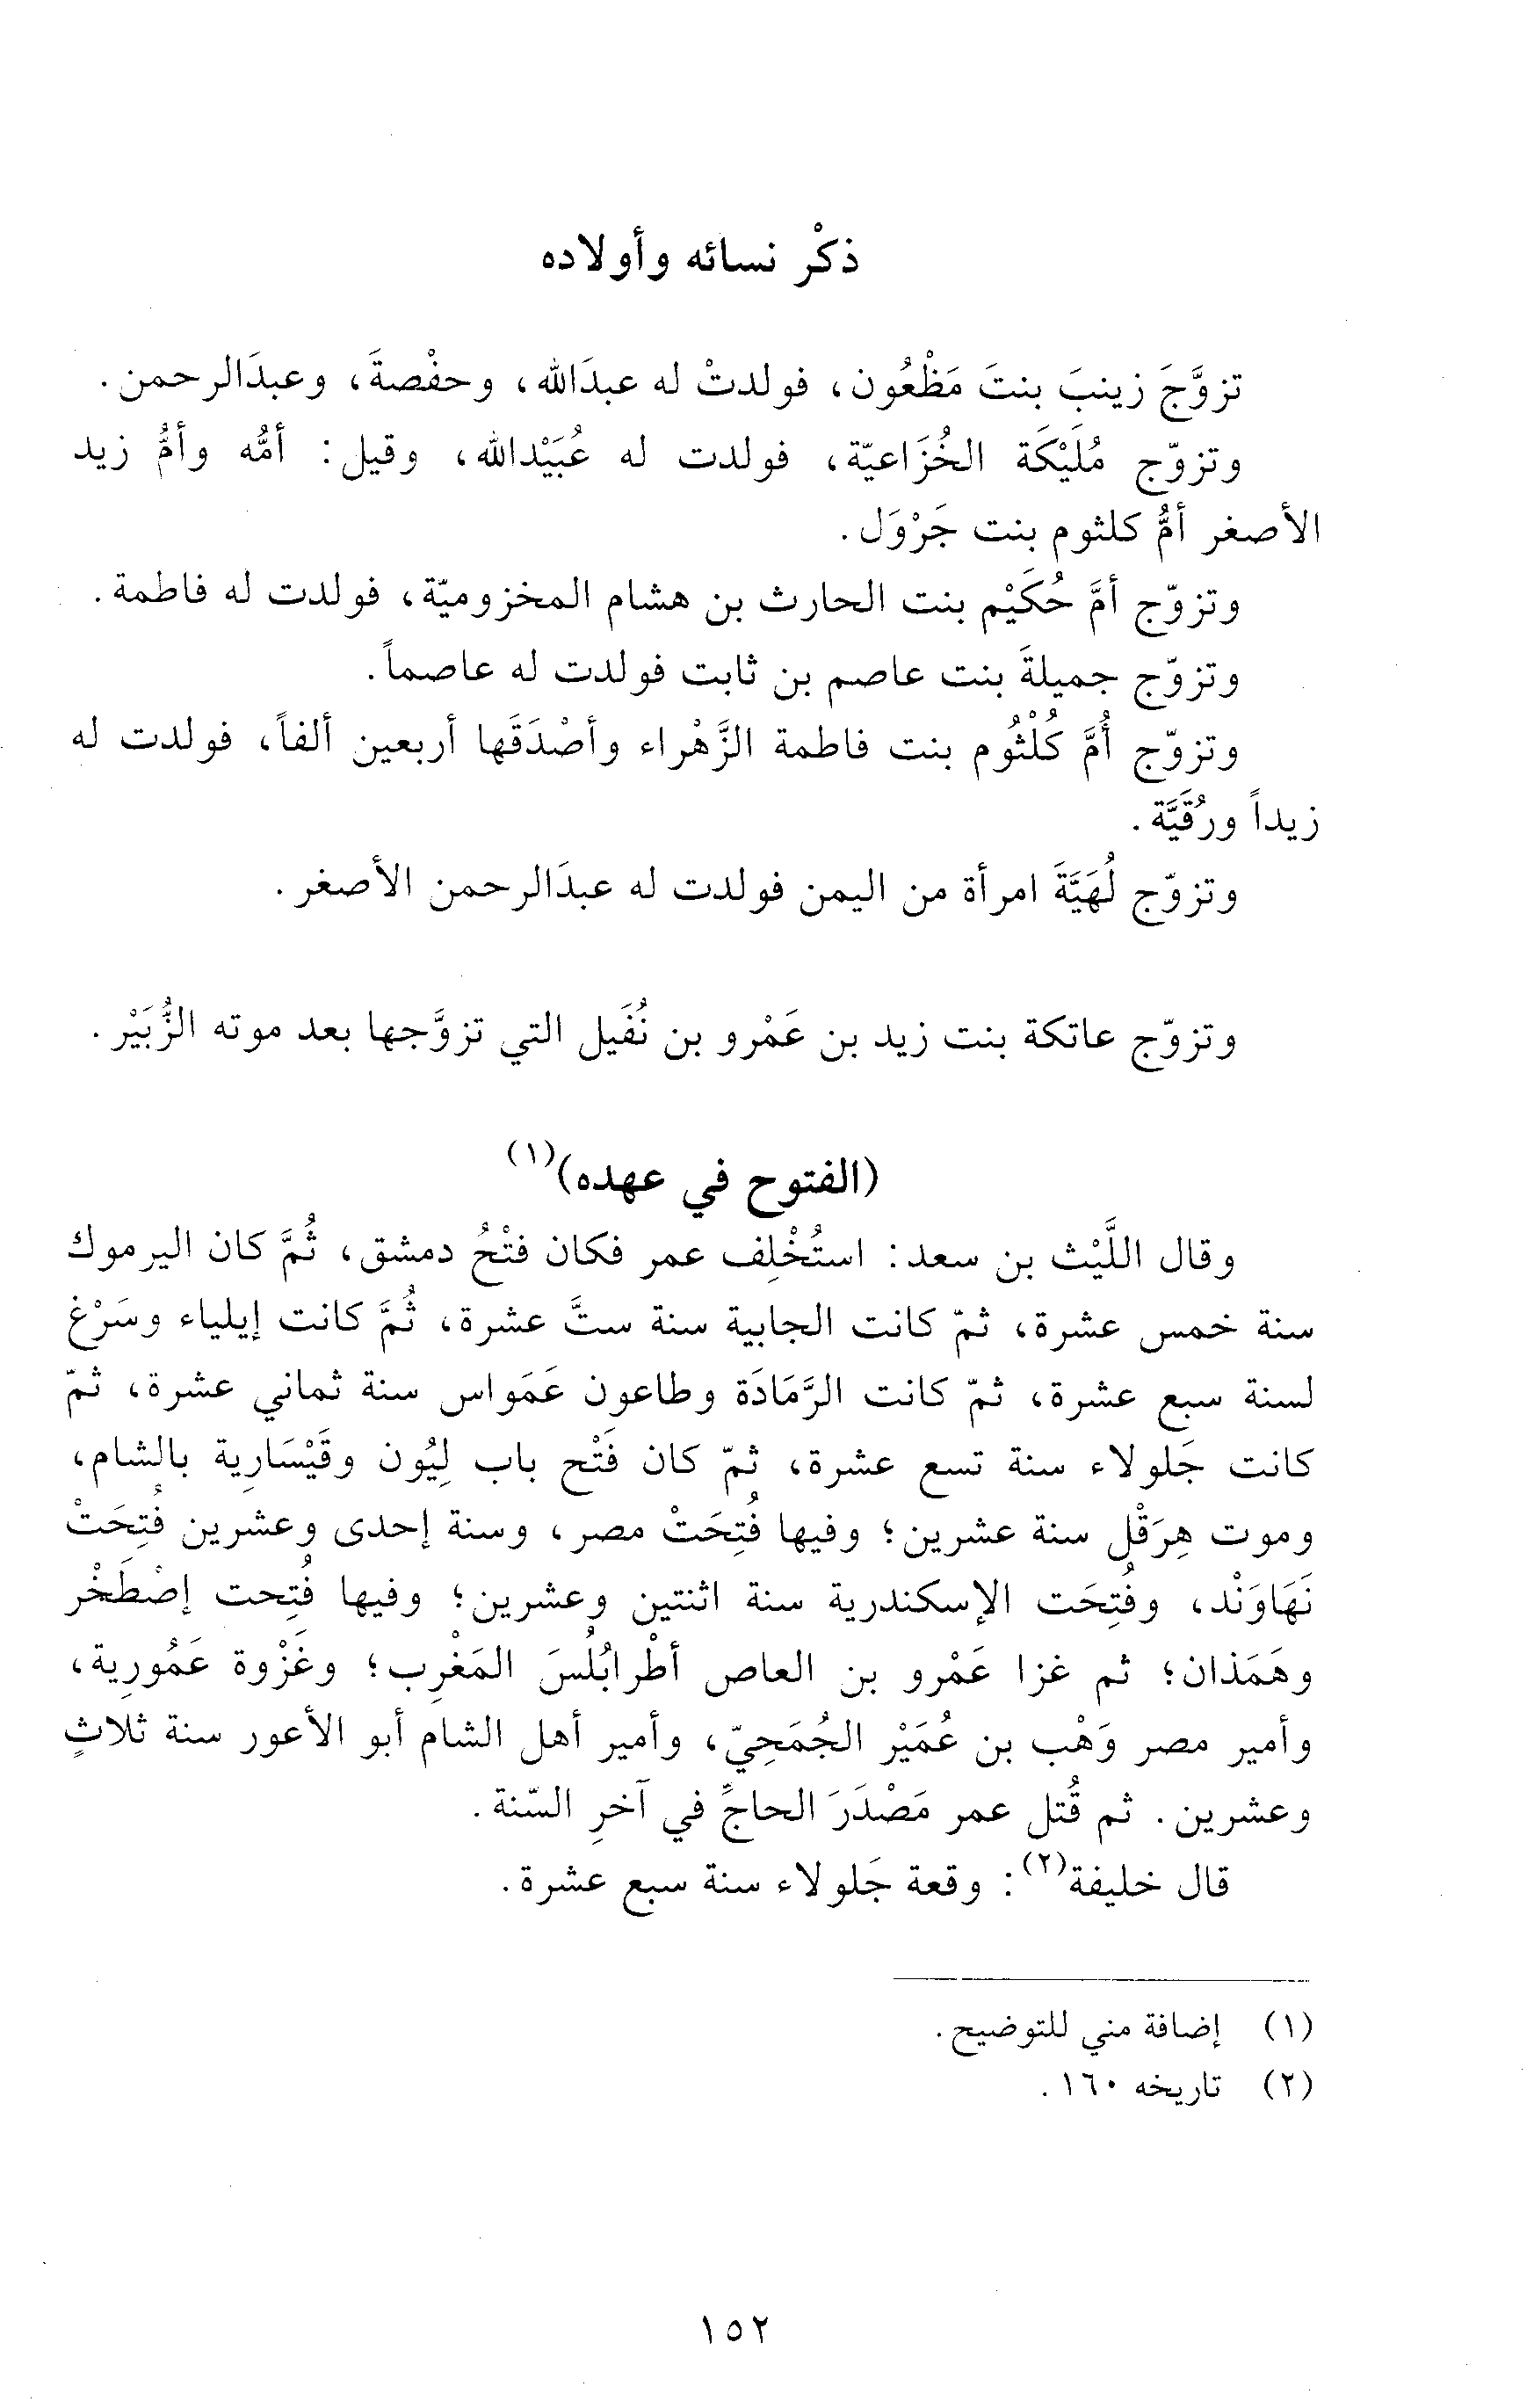 ذكْر نسائه وأولاده
تزوَّجَ زينبَ بنتَ مَظْعُون، فولدتْ له عبدَالله، وحفْصةَ، وعبدَالرحمن.
وتزوّج مُلَيْكَة الخُزَاعيّة، فولدت له عُبَيْدالله، وقيل: أمُّه وأمُّ زيد
الأصغر أمُّ كلثوم بنت جَرْوَل.
وتزوّج أمَّ حُكَيْم بنت الحارث بن هشام المخزوميّة، فولدت له فاطمة.
وتزوّج جميلةَ بنت عاصم بن ثابت فولدت له عاصماً.
وتزوّج أُمَّ كُلْثُوم بنت فاطمة الزَّهْراء وأصْدَقَها أربعين ألفاً، فولدت له
زيداً ورُقَيَّة.
وتزوّج لُهَيَّةَ امرأة من اليمن فولدت له عبدَالرحمن الأصغر.
وتزوّج عاتكة بنت زيد بن عَمْرو بن نُفَيل التي تزوَّجها بعد موته الزُّبَيْر.
(الفتوح في عهده)(١)
وقال اللَّيْث بن سعد: استُخْلِف عمر فكان فتْحُ دمشق، ثُمَّ كان اليرموك
سنة خمس عشرة، ثمّ كانت الجابية سنة ستَّ عشرة، ثُمَّ كانت إيلياء وسَرْغ
لسنة سبع عشرة، ثمّ كانت الرَّمَادَة وطاعون عَمَواس سنة ثماني عشرة، ثمّ
كانت جَلولاء سنة تسع عشرة، ثمّ كان فَتْح باب لِيُون وقَيْسَارِية بالشام،
وموت هِرَقْل سنة عشرين؛ وفيها فُتِحَتْ مصر، وسنة إحدى وعشرين فُتِحَتْ
نَهَاوَنْد، وفُتِحَت الإسكندرية سنة اثنتين وعشرين؛ وفيها فُتِحت إصْطَخْر
وهَمَذان؛ ثم غزا عَمْرو بن العاص أطْرابُلُسَ المَغْرِب؛ وغَزْوة عَمُورِية،
وأمير مصر وَهْب بن عُمَيْر الجُمَحِيّ، وأمير أهل الشام أبو الأعور سنة ثلاثٍ
وعشرين. ثم قُتل عمر مَصْدَرَ الحاجِّ في آخرِ السّنة.
قال خليفة(٢): وقعة جَلولاء سنة سبع عشرة.
(١) إضافة مني للتوضيح.
(٢) تاريخه ١٦٠.
١٥٢